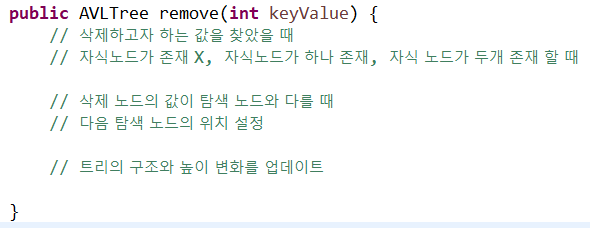 public AVLTree remove(int keyValue) {
// 삭제하고자 하는 값을 찾았을 때
// 자식노드가 존재 X, 자식노드가 하나 존재, 자식 노드가 두개 존재 할 때
// 삭제 노드의 값이 탐색 노드와 다를 때
// 다음 탐색 노드의 위치 설정
// 트리의 구조와 높이 변화를 업데이트
}